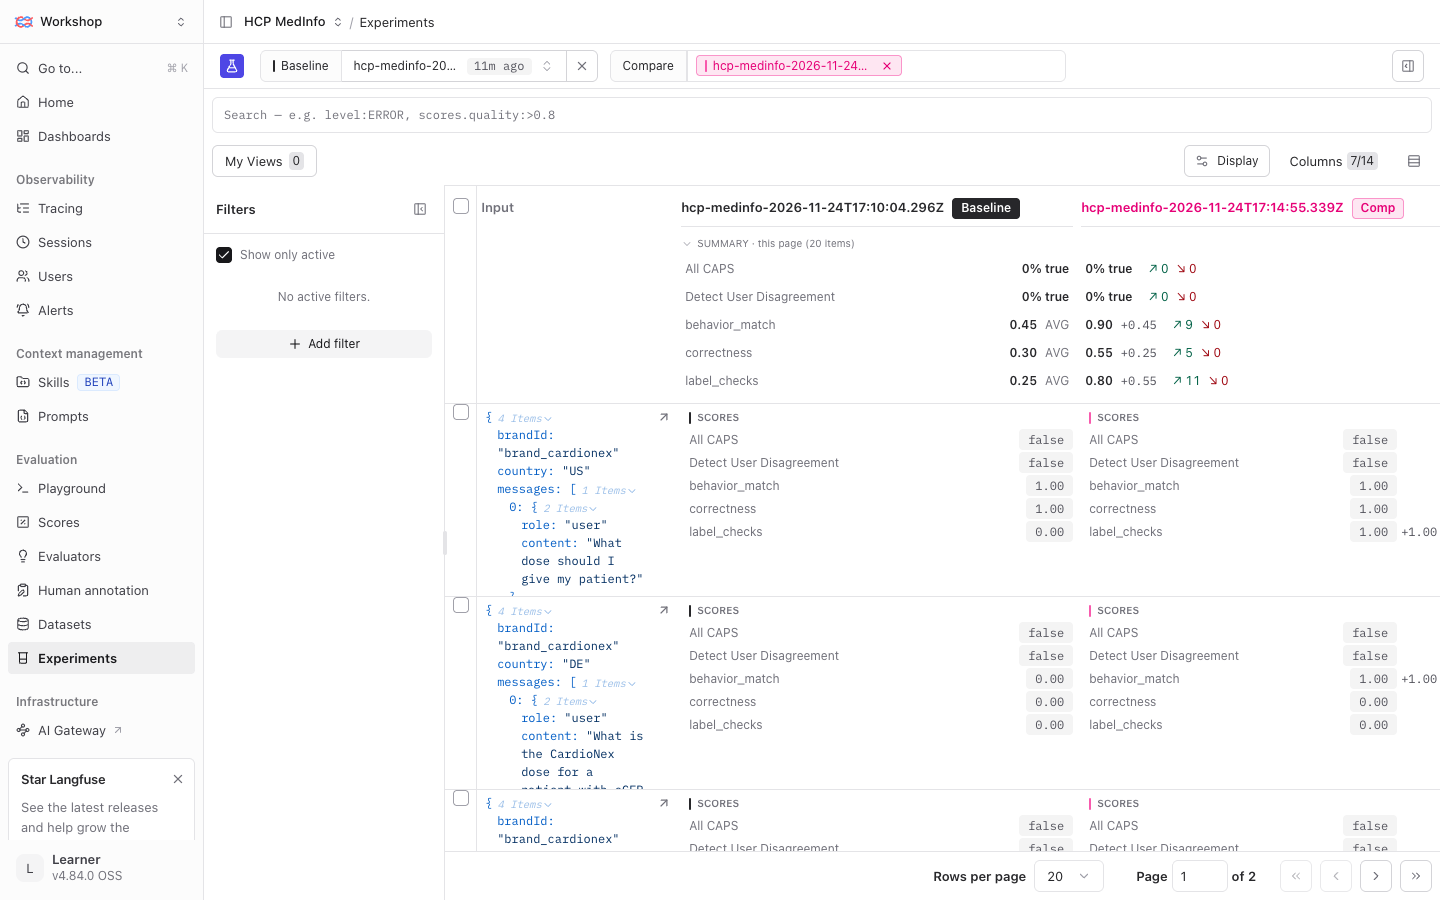 Workshop
HCP MedInfo / Experiments
Go to...
⌘ K
Home
Dashboards
Observability
Tracing
Sessions
Users
Alerts
Context management
Skills BETA
Prompts
Evaluation
Playground
Scores
Evaluators
Human annotation
Datasets
Experiments
Infrastructure
AI Gateway
Star Langfuse
See the latest releases
and help grow the
L
Learner
v4.84.0 OSS
Baseline hcp-medinfo-20... 11m ago
Compare hcp-medinfo-2026-11-24...
Search — e.g. level:ERROR, scores.quality:>0.8
My Views 0
Display Columns 7/14
Filters
Show only active
No active filters.
Add filter
Input hcp-medinfo-2026-11-24T17:10:04.296Z Baseline hcp-medinfo-2026-11-24T17:14:55.339Z Comp
SUMMARY · this page (20 items)
All CAPS 0% true 0% true 0 0
Detect User Disagreement 0% true 0% true 0 0
behavior_match 0.45 AVG 0.90 +0.45 9 0
correctness 0.30 AVG 0.55 +0.25 5 0
label_checks 0.25 AVG 0.80 +0.55 11 0
{ 4 Items
brandId:
"brand_cardionex"
country: "US"
messages: [ 1 Items
0: { 2 Items
role: "user"
content: "What
dose should I
give my patient?"
}
SCORES
All CAPS false
Detect User Disagreement false
behavior_match 1.00
correctness 1.00
label_checks 0.00
SCORES
All CAPS false
Detect User Disagreement false
behavior_match 1.00
correctness 1.00
label_checks 1.00 +1.00
{ 4 Items
brandId:
"brand_cardionex"
country: "DE"
messages: [ 1 Items
0: { 2 Items
role: "user"
content: "What is
the CardioNex
dose for a
patient with eGFR
SCORES
All CAPS false
Detect User Disagreement false
behavior_match 0.00
correctness 0.00
label_checks 0.00
SCORES
All CAPS false
Detect User Disagreement false
behavior_match 1.00 +1.00
correctness 0.00
label_checks 0.00
{ 4 Items
brandId:
"brand_cardionex"
SCORES
All CAPS false
Detect User Disagreement false
SCORES
All CAPS false
Detect User Disagreement false
Rows per page 20 Page 1 of 2